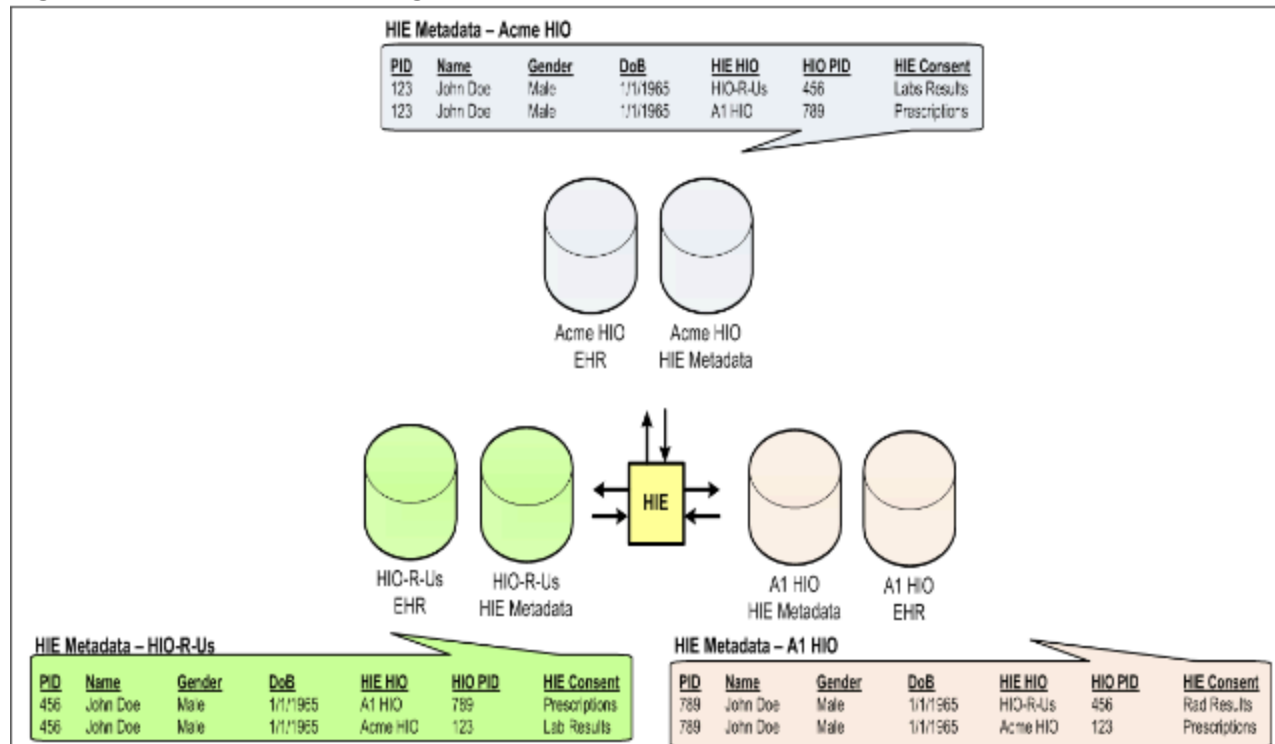 HIE Metadata – Acme HIO
PID Name Gender DoB HIE HIO HIO PID HIE Consent
123 John Doe Male 1/1/1965 HIO-R-Us 456 Labs Results
123 John Doe Male 1/1/1965 A1 HIO 789 Prescriptions
Acme HIO
EHR
Acme HIO
HIE Metadata
HIE
HIO-R-Us
EHR
HIO-R-Us
HIE Metadata
A1 HIO
HIE Metadata
A1 HIO
EHR
HIE Metadata – HIO-R-Us
PID Name Gender DoB HIE HIO HIO PID HIE Consent
456 John Doe Male 1/1/1965 A1 HIO 789 Prescriptions
456 John Doe Male 1/1/1965 Acme HIO 123 Lab Results
HIE Metadata – A1 HIO
PID Name Gender DoB HIE HIO HIO PID HIE Consent
789 John Doe Male 1/1/1965 HIO-R-Us 456 Rad Results
789 John Doe Male 1/1/1965 Acme HIO 123 Prescriptions